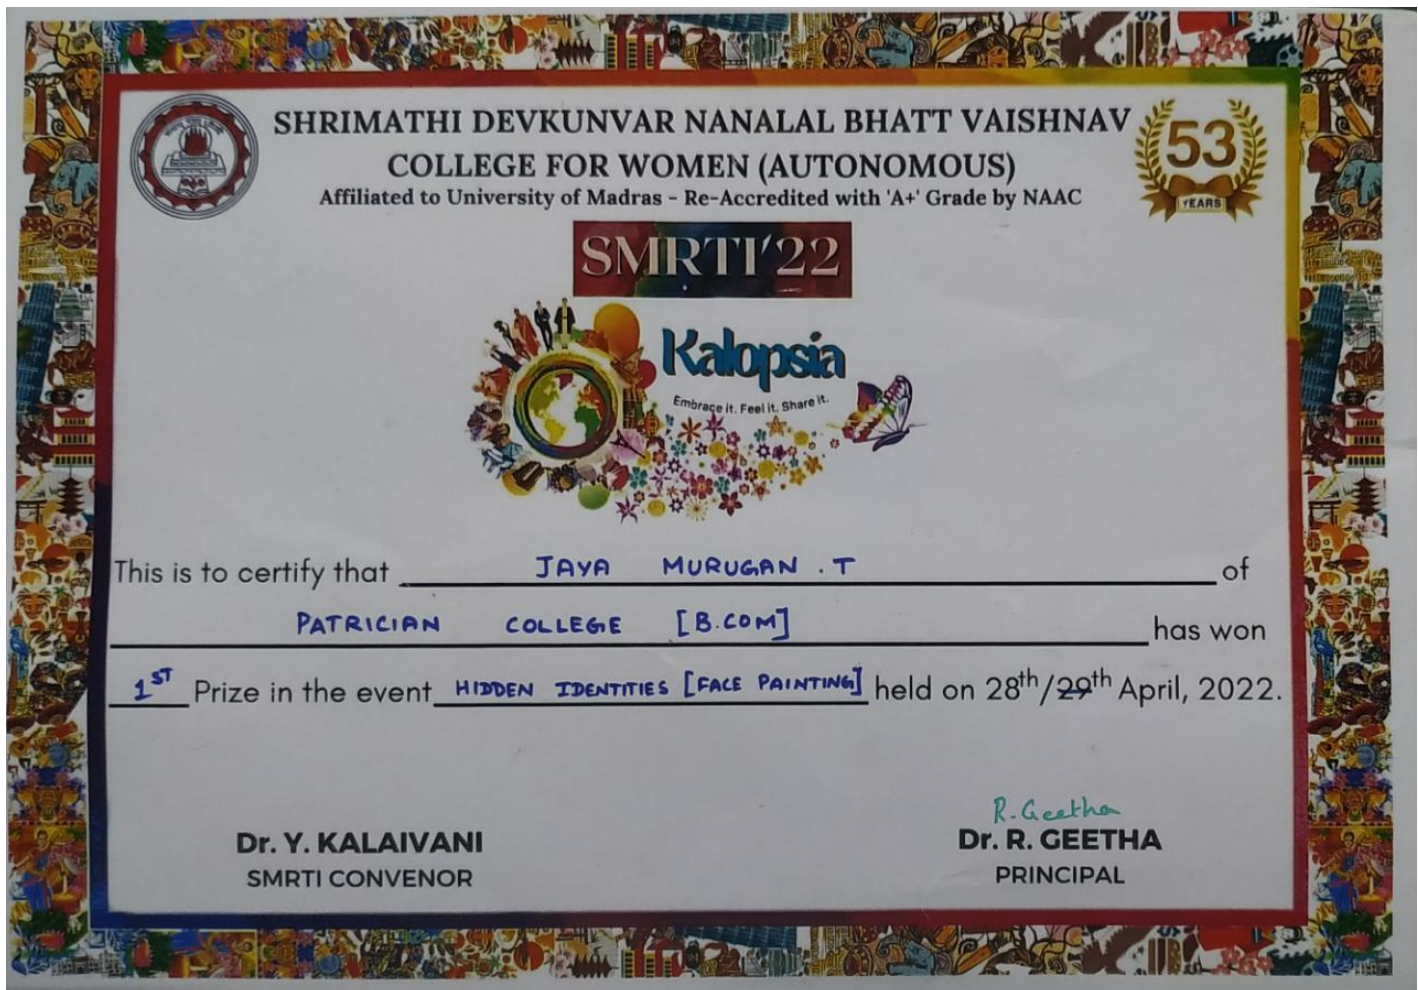 SHRIMATHI DEVKUNVAR NANALAL BHATT VAISHNAV
COLLEGE FOR WOMEN (AUTONOMOUS)
Affiliated to University of Madras - Re-Accredited with 'A+' Grade by NAAC
53
YEARS
SMRTI'22
Kalopsia
Embrace it. Feel it. Share it.
This is to certify that JAYA MURUGAN . T of
PATRICIAN COLLEGE [B.COM] has won
1ST Prize in the event HIDDEN IDENTITIES [FACE PAINTING] held on 28th/29th April, 2022.
R. Geetha
Dr. Y. KALAIVANI
Dr. R. GEETHA
SMRTI CONVENOR
PRINCIPAL